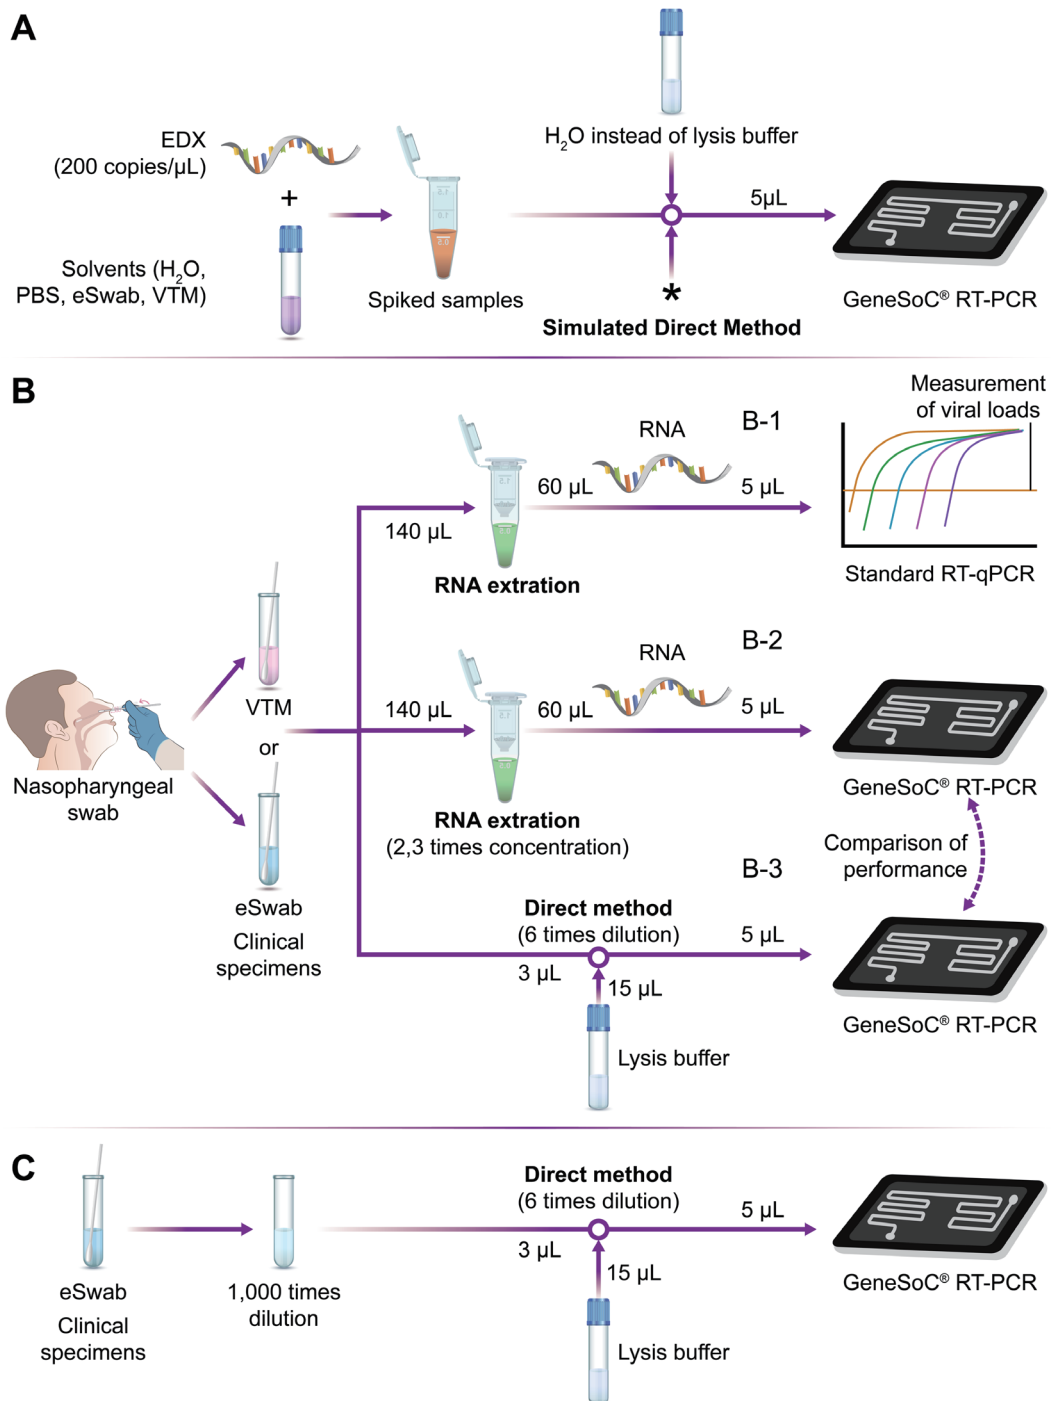 A
EDX
(200 copies/µL)
+
Solvents (H₂O,
PBS, eSwab, VTM)
Spiked samples
H₂O instead of lysis buffer
5µL
*
Simulated Direct Method
GeneSoC® RT-PCR
B
B-1
140 µL
RNA extration
60 µL
RNA
5 µL
Measurement
of viral loads
Standard RT-qPCR
Nasopharyngeal
swab
VTM
or
eSwab
Clinical
specimens
B-2
140 µL
RNA extration
(2,3 times concentration)
60 µL
RNA
5 µL
GeneSoC® RT-PCR
Comparison of
performance
B-3
Direct method
(6 times dilution)
3 µL
15 µL
Lysis buffer
5 µL
GeneSoC® RT-PCR
C
eSwab
Clinical
specimens
1,000 times
dilution
Direct method
(6 times dilution)
3 µL
15 µL
Lysis buffer
5 µL
GeneSoC® RT-PCR